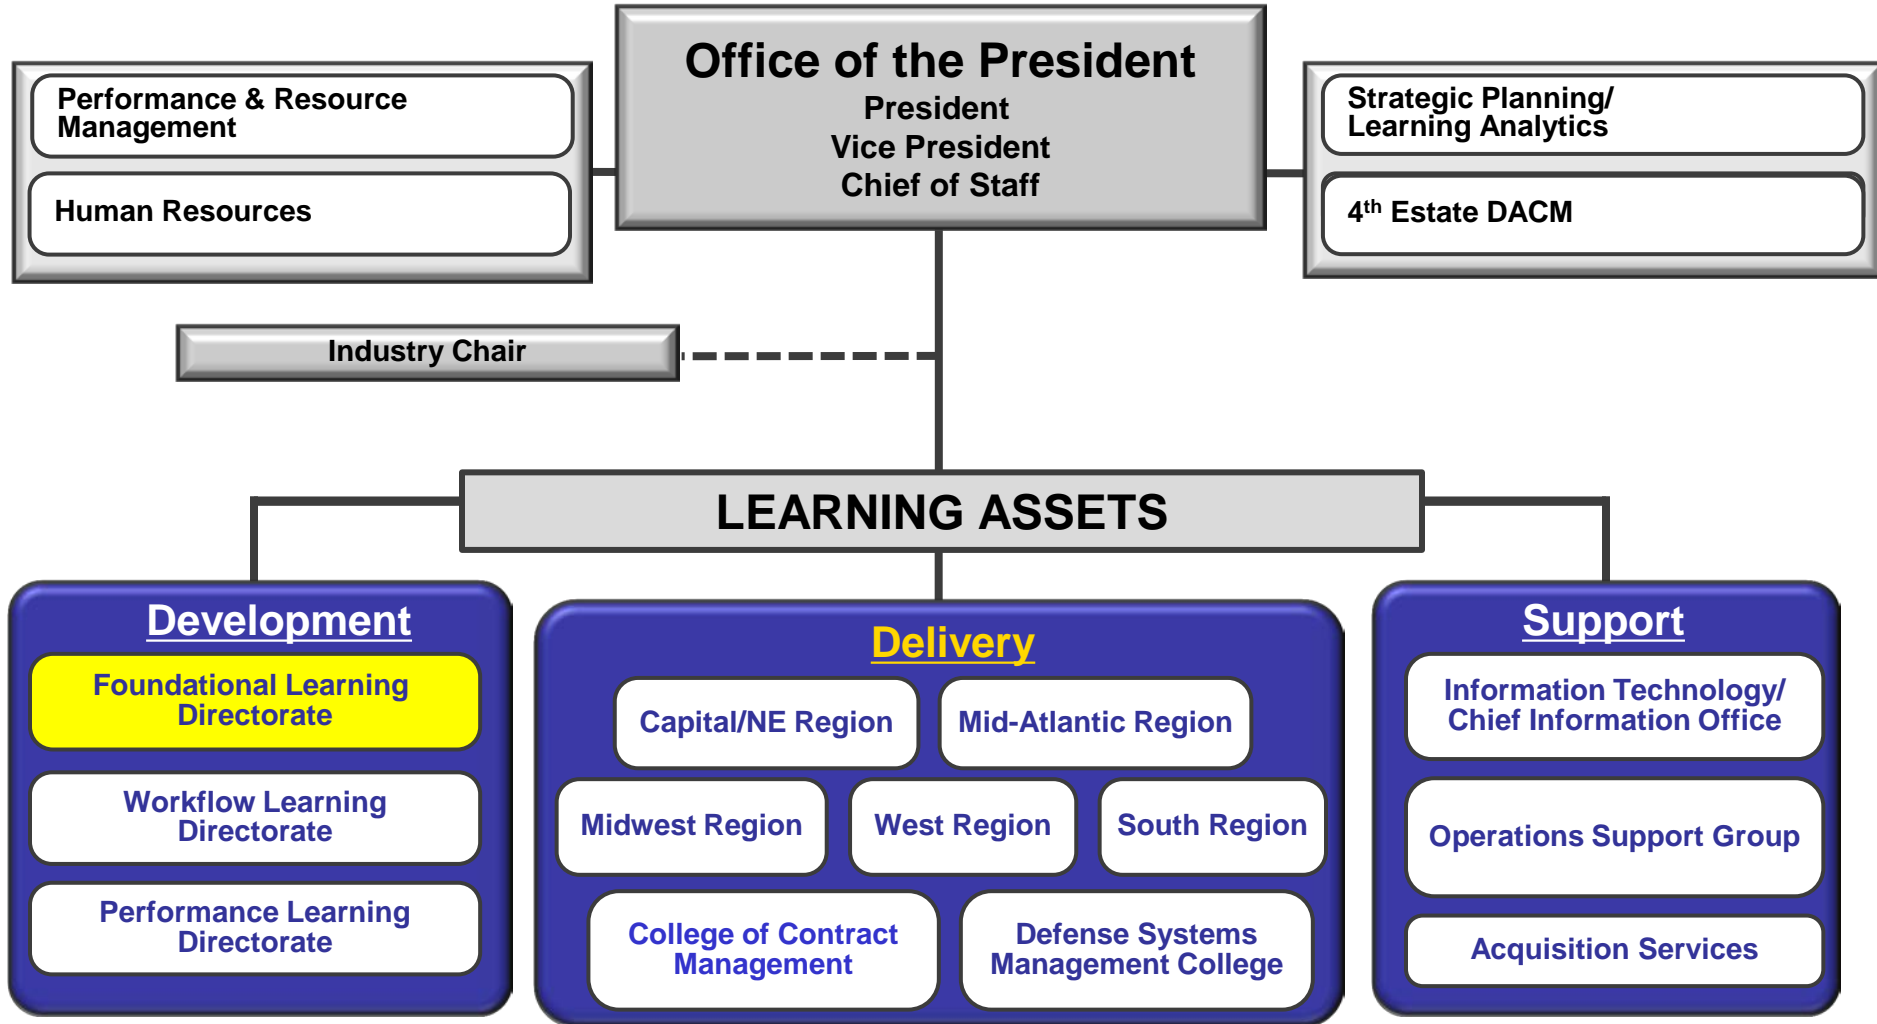 Office of the President
President
Vice President
Chief of Staff
Performance & Resource
Management
Human Resources
Strategic Planning/
Learning Analytics
4th Estate DACM
Industry Chair
LEARNING ASSETS
Development
Foundational Learning
Directorate
Workflow Learning
Directorate
Performance Learning
Directorate
Delivery
Capital/NE Region
Mid-Atlantic Region
Midwest Region
West Region
South Region
College of Contract
Management
Defense Systems
Management College
Support
Information Technology/
Chief Information Office
Operations Support Group
Acquisition Services